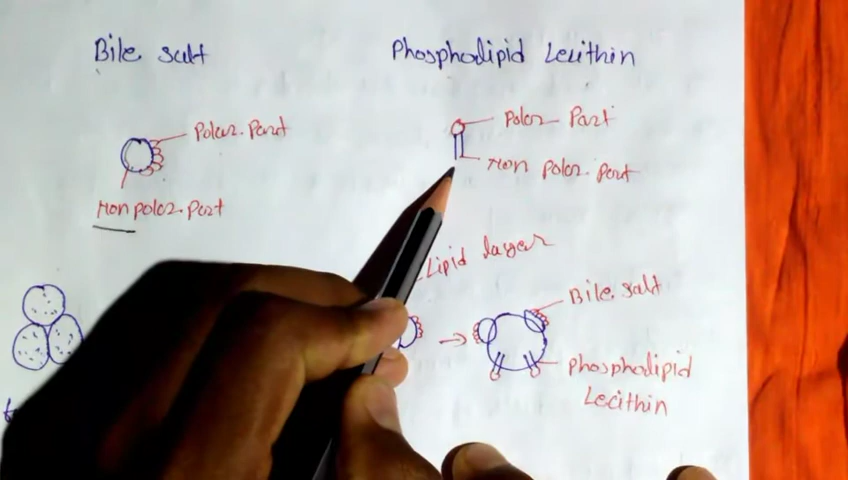 Bile salt
Phospholipid Lecithin
Polar Part
Polar Part
Non polar part
Non polar part
Lipid layer
Bile salt
Phospholipid
Lecithin